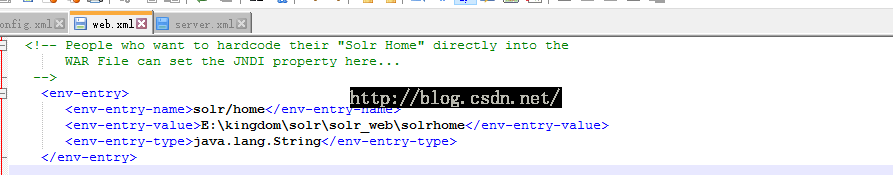 onfig.xml web.xml server.xml
<!-- People who want to hardcode their "Solr Home" directly into the
WAR File can set the JNDI property here...
-->
<env-entry>
http://blog.csdn.net/
<env-entry-name>solr/home</env-entry-name>
<env-entry-value>E:\kingdom\solr\solr_web\solrhome</env-entry-value>
<env-entry-type>java.lang.String</env-entry-type>
</env-entry>